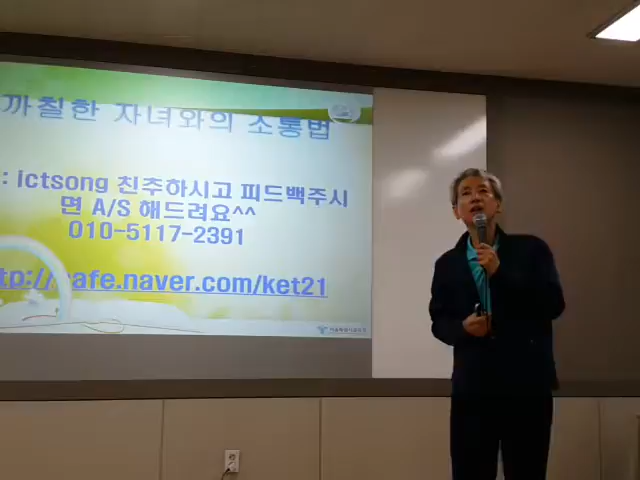 까칠한 자녀와의 소통법
: ictsong 친추하시고 피드백주시
면 A/S 해드려요^^
010-5117-2391
tp://cafe.naver.com/ket21